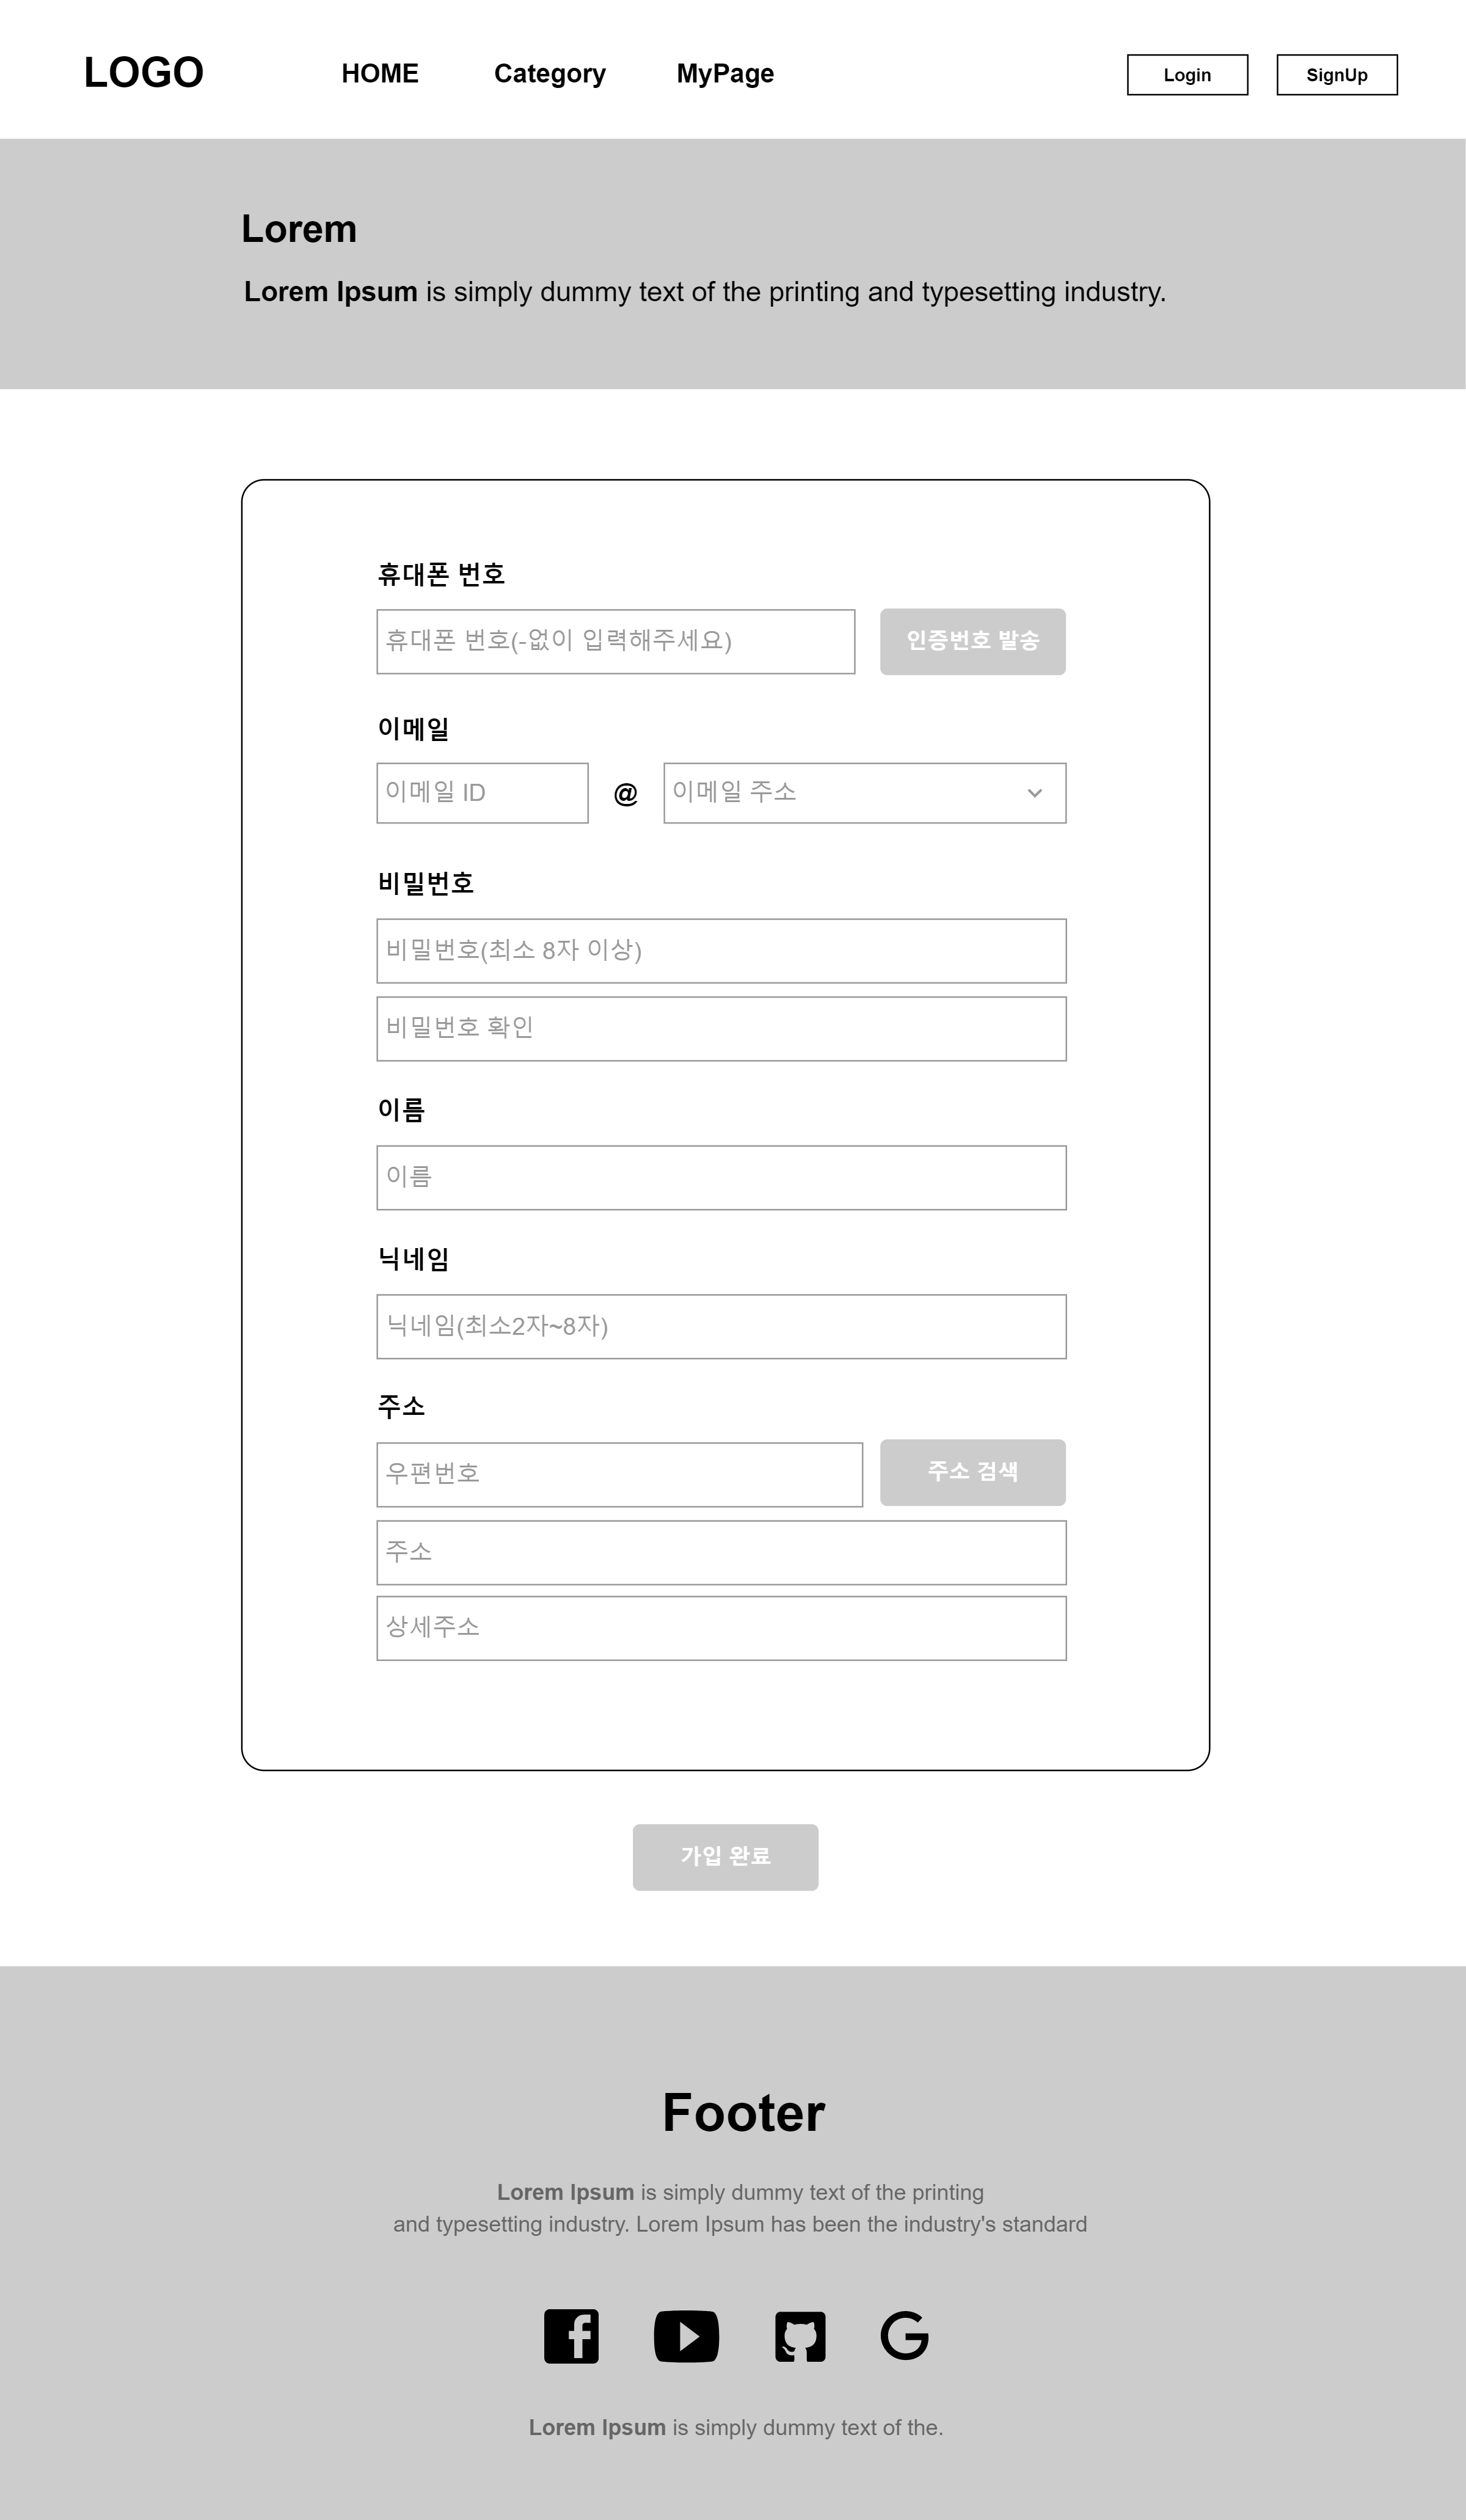 LOGO HOME Category MyPage Login SignUp
Lorem
Lorem Ipsum is simply dummy text of the printing and typesetting industry.
휴대폰 번호
휴대폰 번호(-없이 입력해주세요) 인증번호 발송
이메일
이메일 ID @ 이메일 주소
비밀번호
비밀번호(최소 8자 이상)
비밀번호 확인
이름
이름
닉네임
닉네임(최소2자~8자)
주소
우편번호 주소 검색
주소
상세주소
가입 완료
Footer
Lorem Ipsum is simply dummy text of the printing
and typesetting industry. Lorem Ipsum has been the industry's standard
Lorem Ipsum is simply dummy text of the.